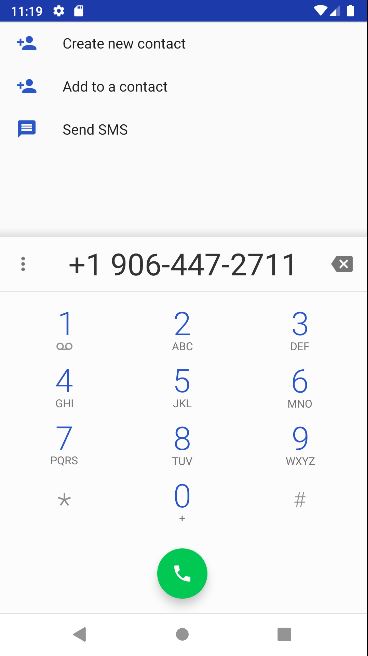 11:19
Create new contact
Add to a contact
Send SMS
+1 906-447-2711
1 2 3
ABC DEF
4 5 6
GHI JKL MNO
7 8 9
PQRS TUV WXYZ
* 0 #
+